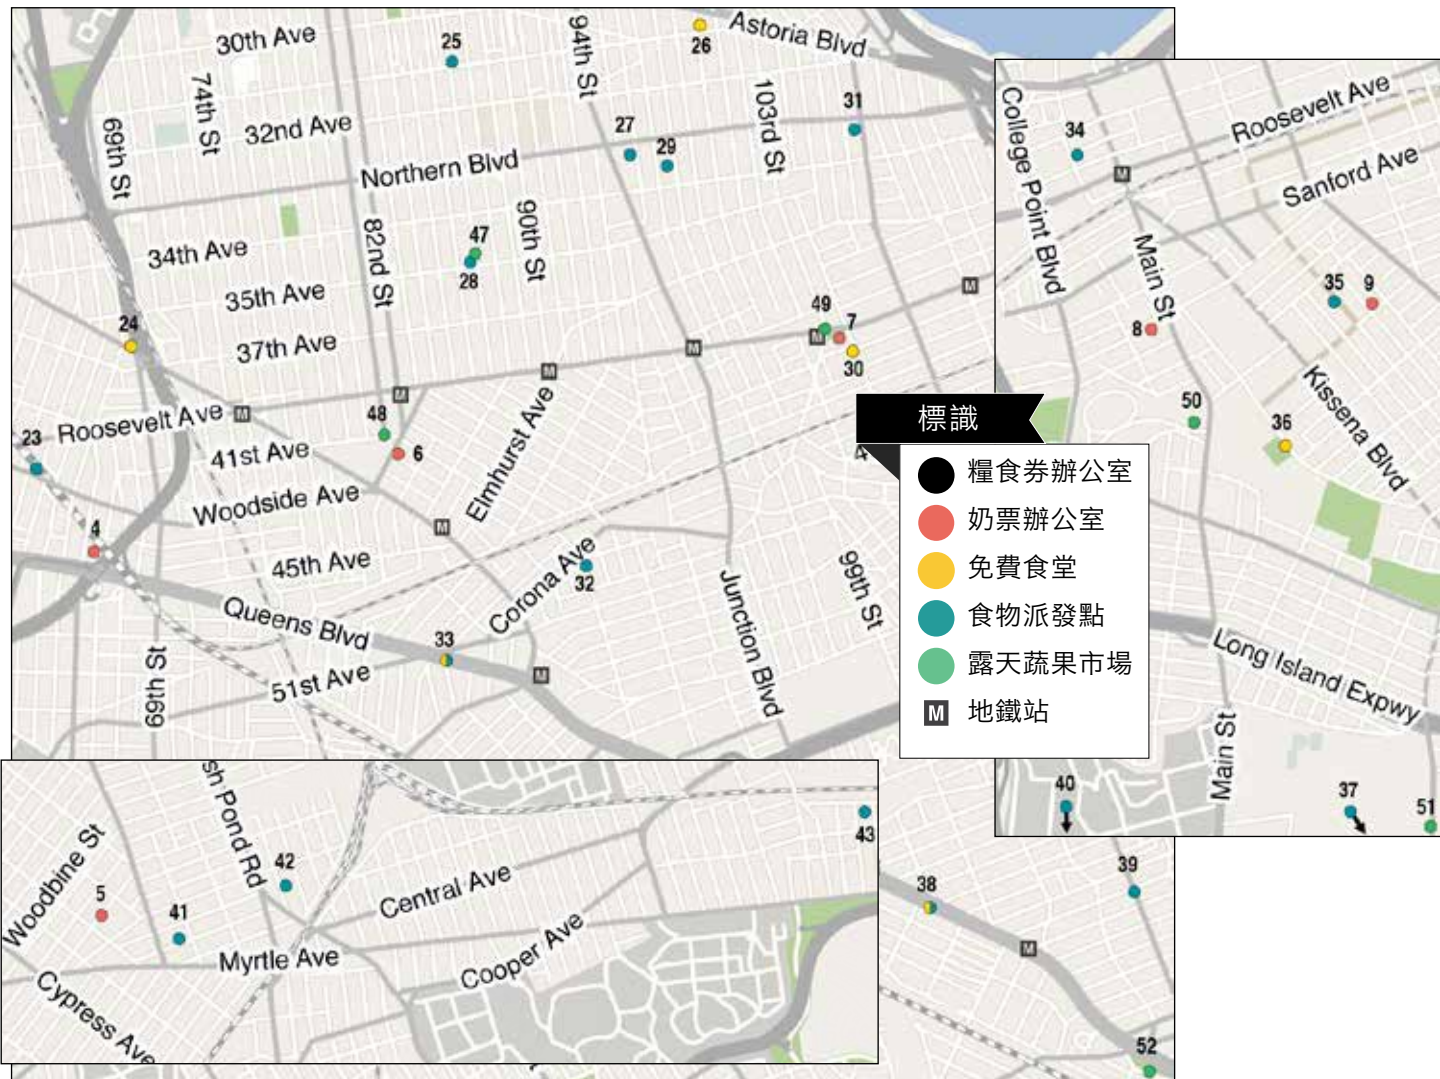 30th Ave
25
94th St
26
Astoria Blvd
74th St
69th St
32nd Ave
27
29
103rd St
31
Northern Blvd
34th Ave
82nd St
47
28
90th St
35th Ave
24
37th Ave
49
7
30
M
M
M
M
M
M
Roosevelt Ave
23
48
6
41st Ave
Elmhurst Ave
Woodside Ave
M
4
45th Ave
Corona Ave
32
Queens Blvd
33
51st Ave
M
69th St
Junction Blvd
99th St
College Point Blvd
34
M
Roosevelt Ave
Sanford Ave
Main St
8
35
9
50
36
Kissena Blvd
Long Island Expwy
Main St
40
37
51
標識
糧食券辦公室
奶票辦公室
免費食堂
食物派發點
露天蔬果市場
M 地鐵站
sh Pond Rd
Woodbine St
5
41
42
43
Central Ave
Myrtle Ave
Cooper Ave
Cypress Ave
38
39
M
52